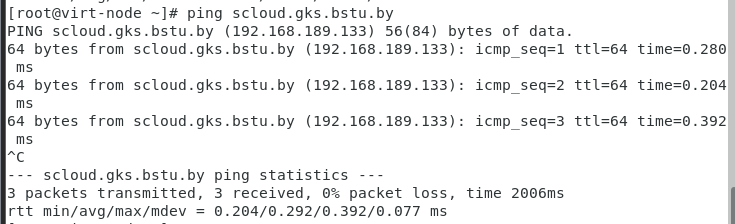 [root@virt-node ~]# ping scloud.gks.bstu.by
PING scloud.gks.bstu.by (192.168.189.133) 56(84) bytes of data.
64 bytes from scloud.gks.bstu.by (192.168.189.133): icmp_seq=1 ttl=64 time=0.280
 ms
64 bytes from scloud.gks.bstu.by (192.168.189.133): icmp_seq=2 ttl=64 time=0.204
 ms
64 bytes from scloud.gks.bstu.by (192.168.189.133): icmp_seq=3 ttl=64 time=0.392
 ms
^C
--- scloud.gks.bstu.by ping statistics ---
3 packets transmitted, 3 received, 0% packet loss, time 2006ms
rtt min/avg/max/mdev = 0.204/0.292/0.392/0.077 ms